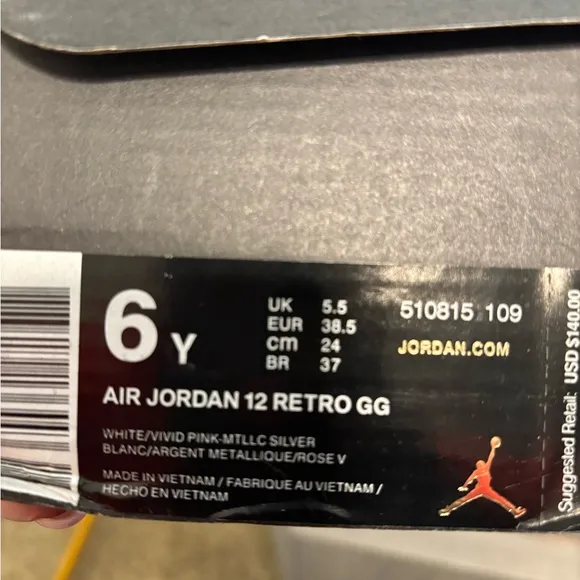 6 Y
UK 5.5
EUR 38.5
cm 24
BR 37
510815 109
JORDAN.COM
AIR JORDAN 12 RETRO GG
WHITE/VIVID PINK-MTLLC SILVER
BLANC/ARGENT METALLIQUE/ROSE V
MADE IN VIETNAM / FABRIQUE AU VIETNAM /
HECHO EN VIETNAM
Suggested Retail: USD $140.00